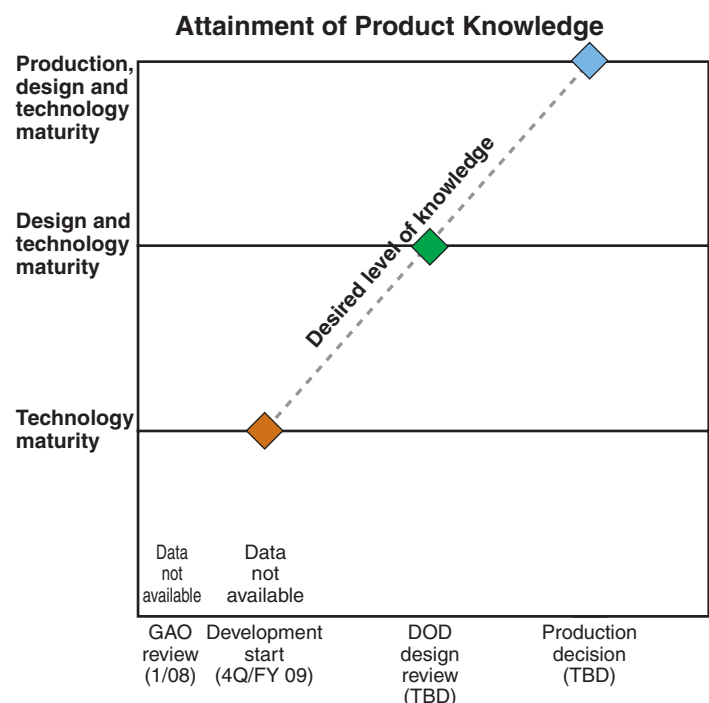 Attainment of Product Knowledge
Production,
design and
technology
maturity
Design and
technology
maturity
Technology
maturity
Desired level of knowledge
Data
not
available
Data
not
available
GAO
review
(1/08)
Development
start
(4Q/FY 09)
DOD
design
review
(TBD)
Production
decision
(TBD)